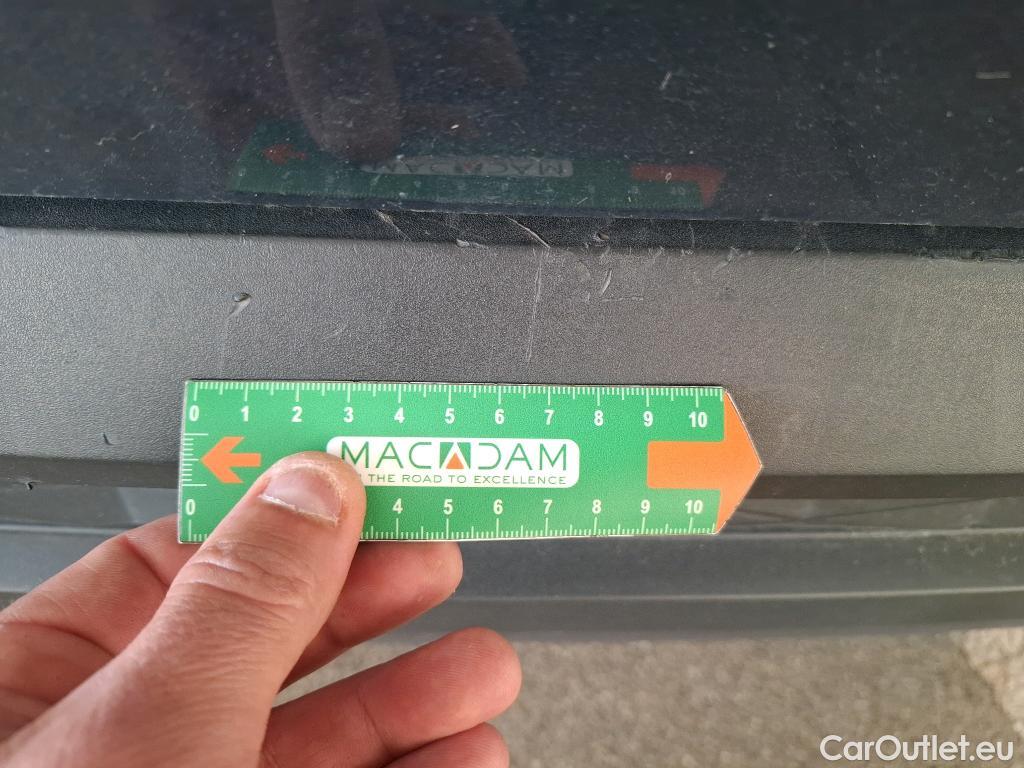 0 1 2 3 4 5 6 7 8 9 10
MACADAM
THE ROAD TO EXCELLENCE
0 4 5 6 7 8 9 10
CarOutlet.eu